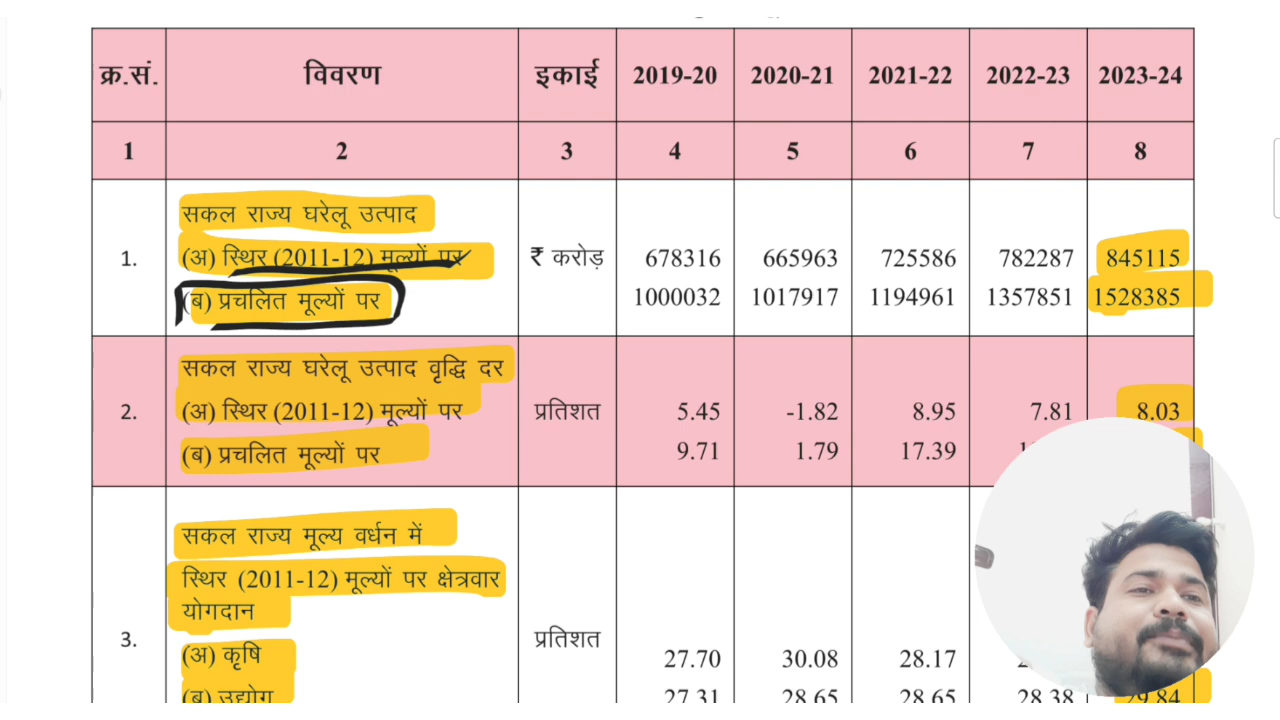 क्र.सं. विवरण इकाई 2019-20 2020-21 2021-22 2022-23 2023-24
1 2 3 4 5 6 7 8
सकल राज्य घरेलू उत्पाद
1. (अ) स्थिर (2011-12) मूल्यों पर ₹ करोड़ 678316 665963 725586 782287 845115
(ब) प्रचलित मूल्यों पर 1000032 1017917 1194961 1357851 1528385
सकल राज्य घरेलू उत्पाद वृद्धि दर
2. (अ) स्थिर (2011-12) मूल्यों पर प्रतिशत 5.45 -1.82 8.95 7.81 8.03
(ब) प्रचलित मूल्यों पर 9.71 1.79 17.39
सकल राज्य मूल्य वर्धन में
स्थिर (2011-12) मूल्यों पर क्षेत्रवार
योगदान
3. प्रतिशत
(अ) कृषि 27.70 30.08 28.17
(ब) उद्योग 27.31 28.65 28.65 28.38 29.84